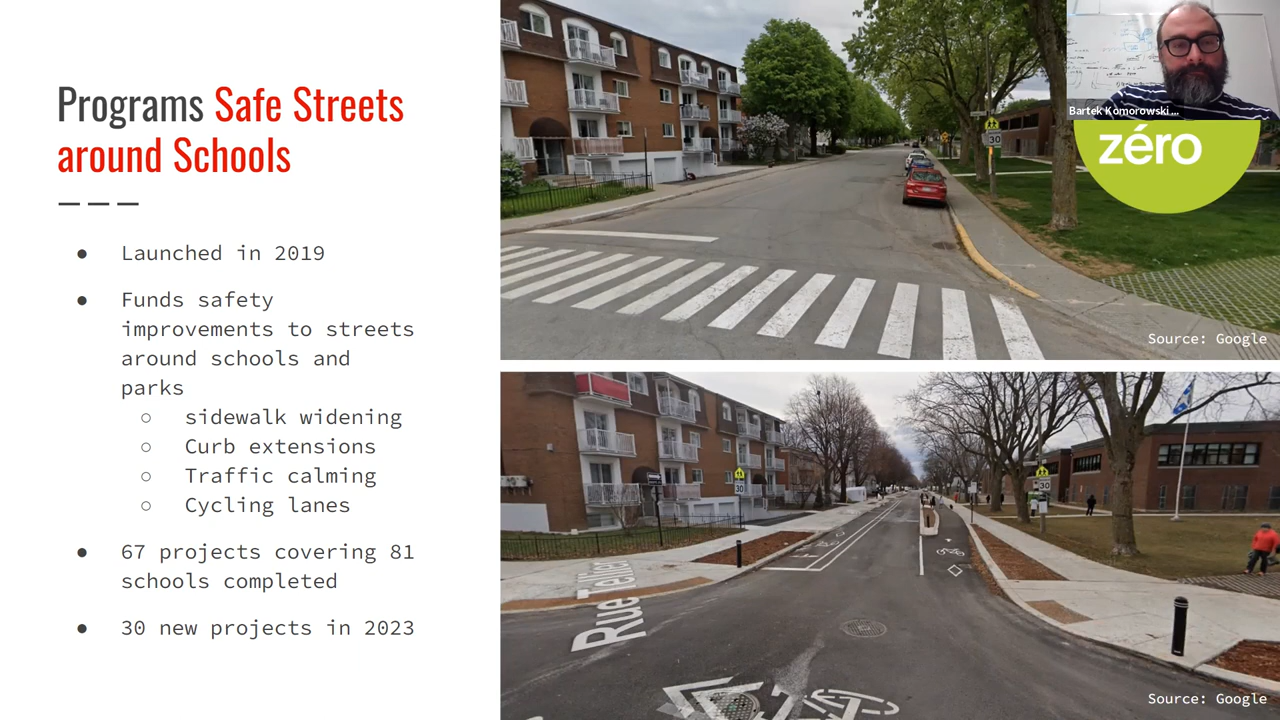 Programs Safe Streets
around Schools
● Launched in 2019
● Funds safety
improvements to streets
around schools and
parks
○ sidewalk widening
○ Curb extensions
○ Traffic calming
○ Cycling lanes
● 67 projects covering 81
schools completed
● 30 new projects in 2023
30
Source: Google
Bartek Komorowski ...
zéro
30
30
Rue Tellier
Source: Google